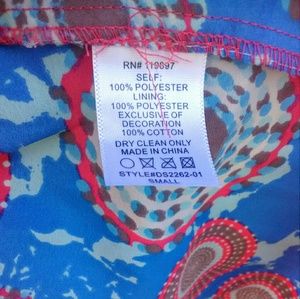 RN# 119897
SELF:
100% POLYESTER
LINING:
100% POLYESTER
EXCLUSIVE OF
DECORATION
100% COTTON
DRY CLEAN ONLY
MADE IN CHINA
STYLE#DS2262-01
SMALL